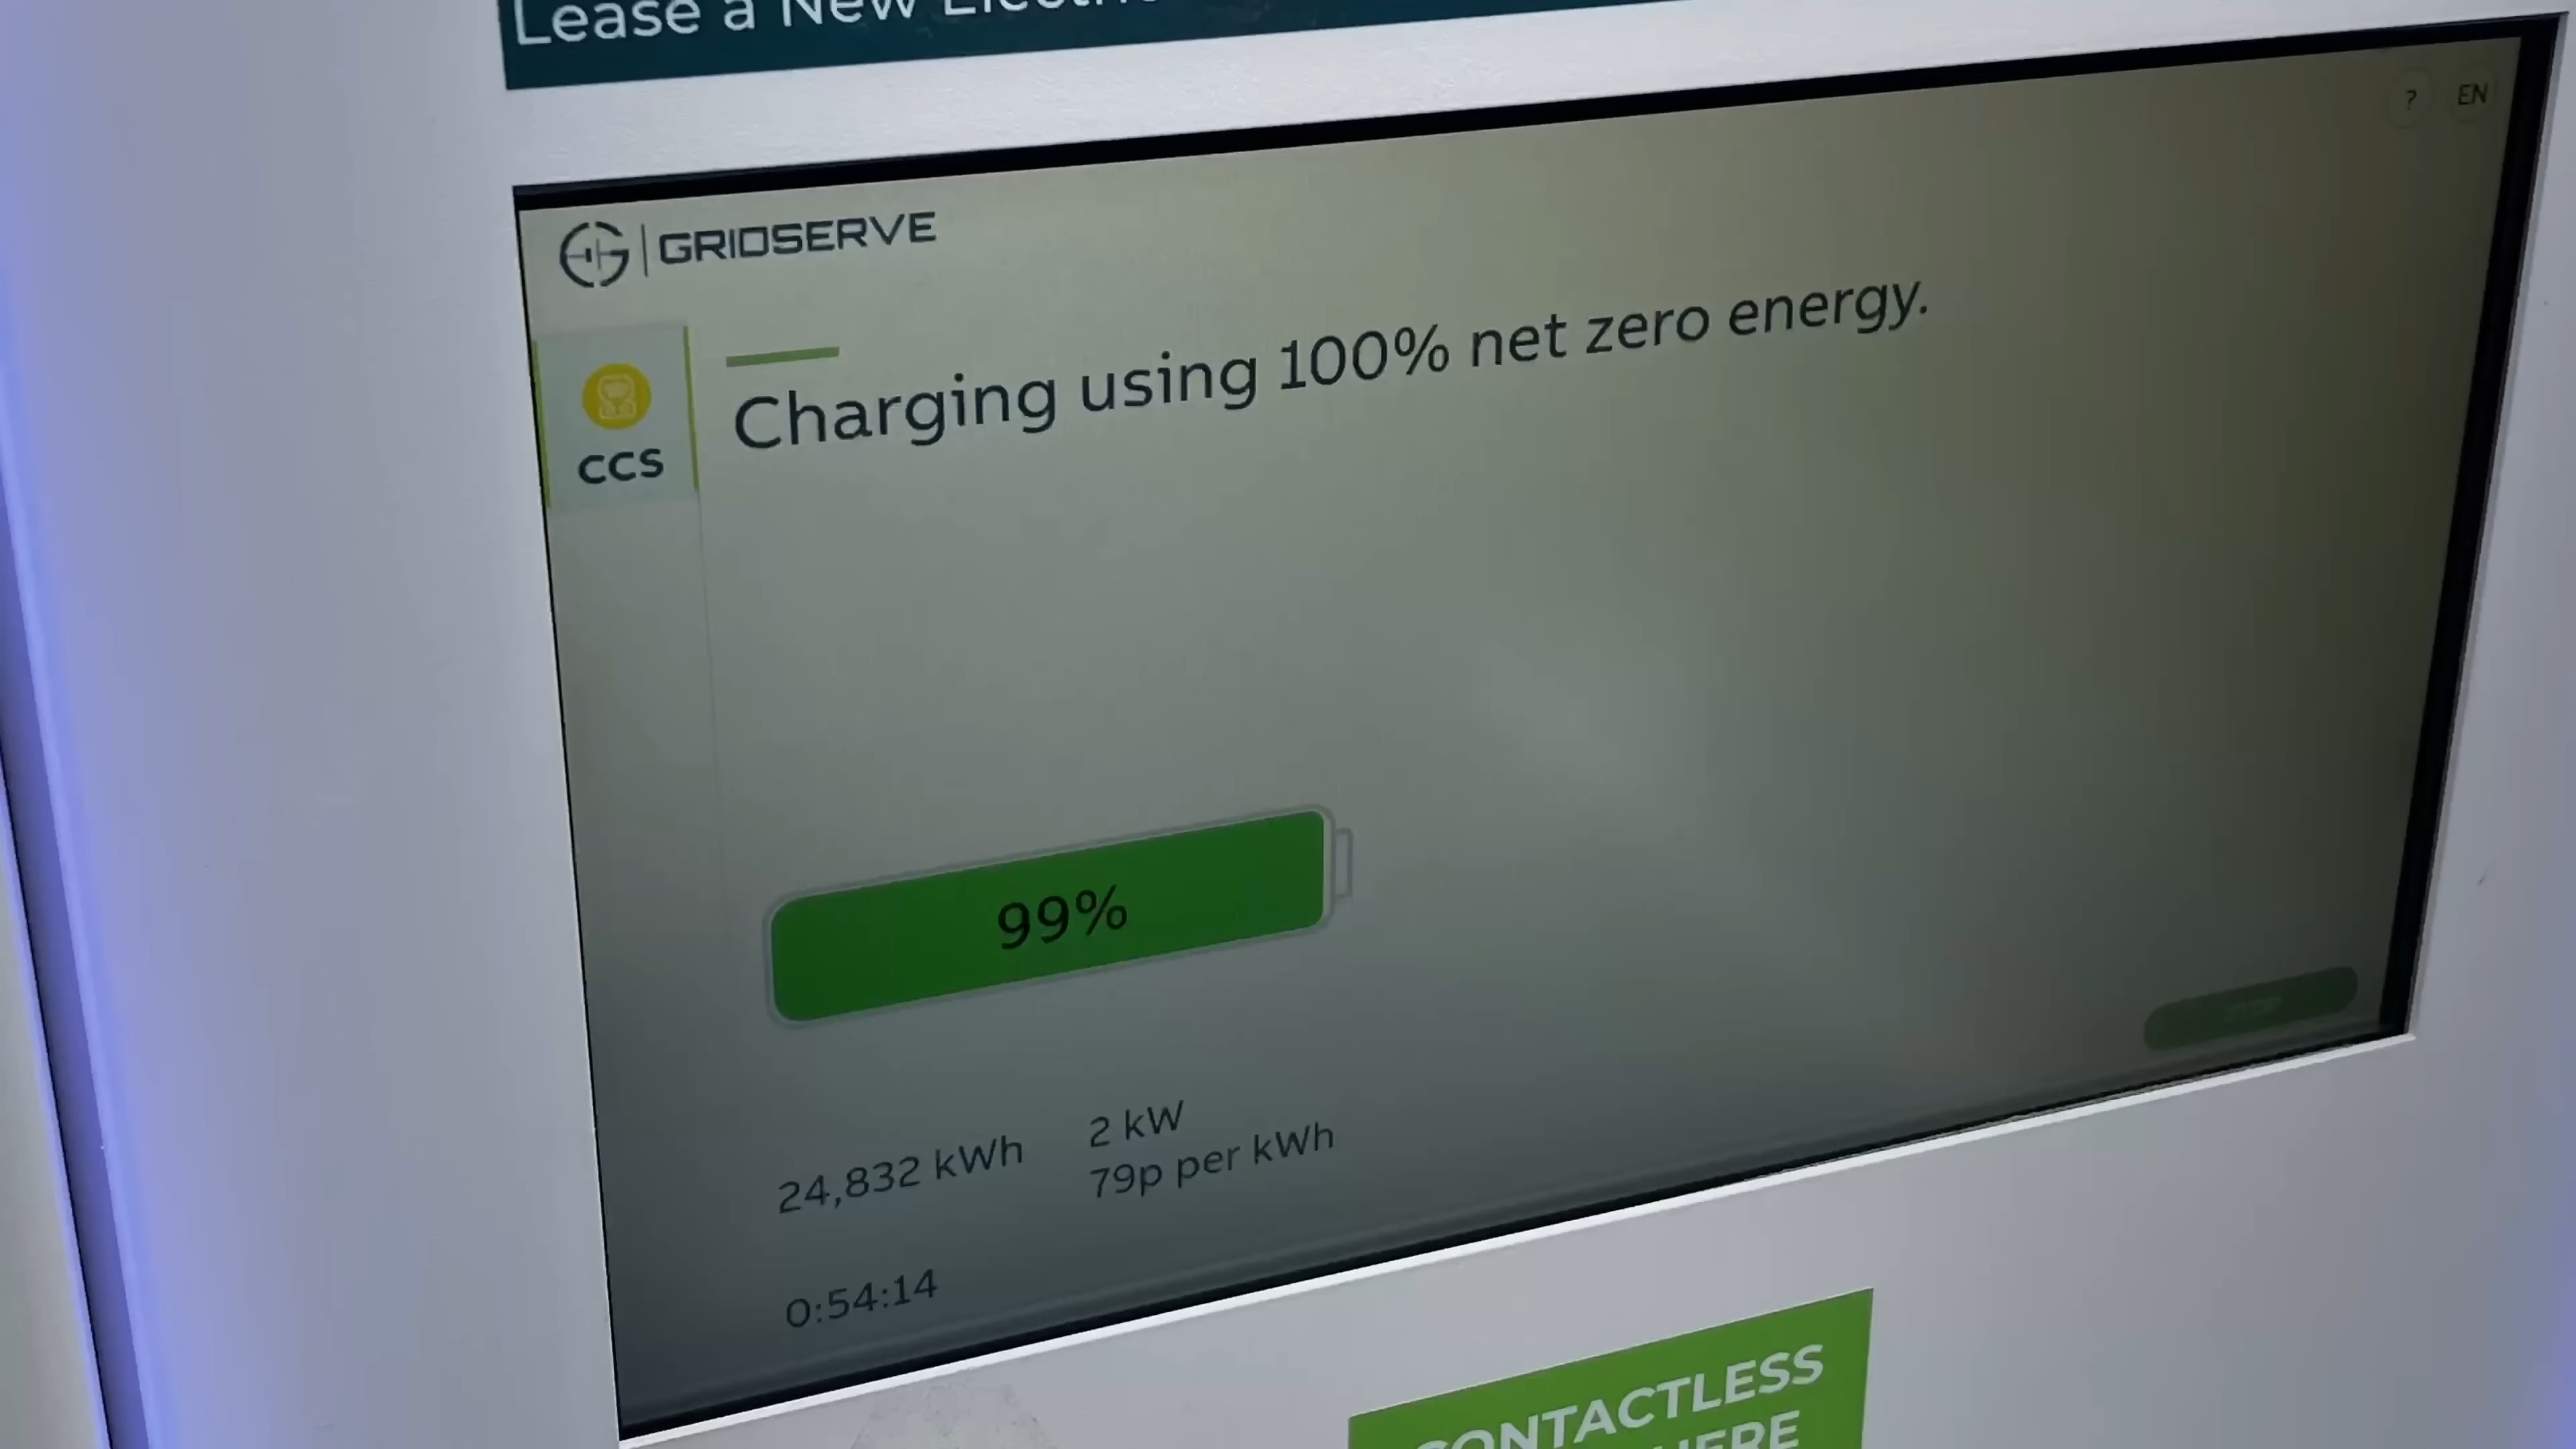 Lease a New
GRIDSERVE
? EN
CCS
Charging using 100% net zero energy.
99%
24,832 kWh
2 kW
79p per kWh
0:54:14
CONTACTLESS
HERE